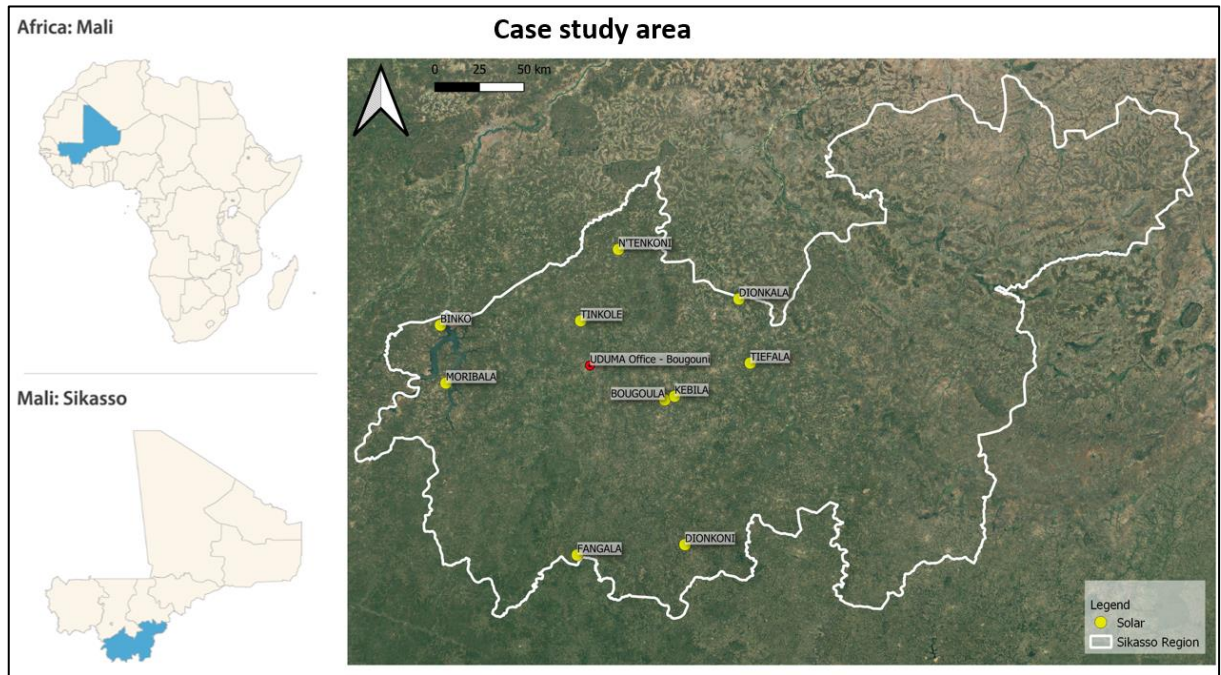 Case study area
Africa: Mali
Mali: Sikasso
0 25 50 km
N'TENKONI
DIONKALA
BINKO
TINKOLE
UDUMA Office - Bougouni
TIEFALA
MORIBALA
BOUGOULA
KEBILA
FANGALA
DIONKONI
Legend
Solar
Sikasso Region